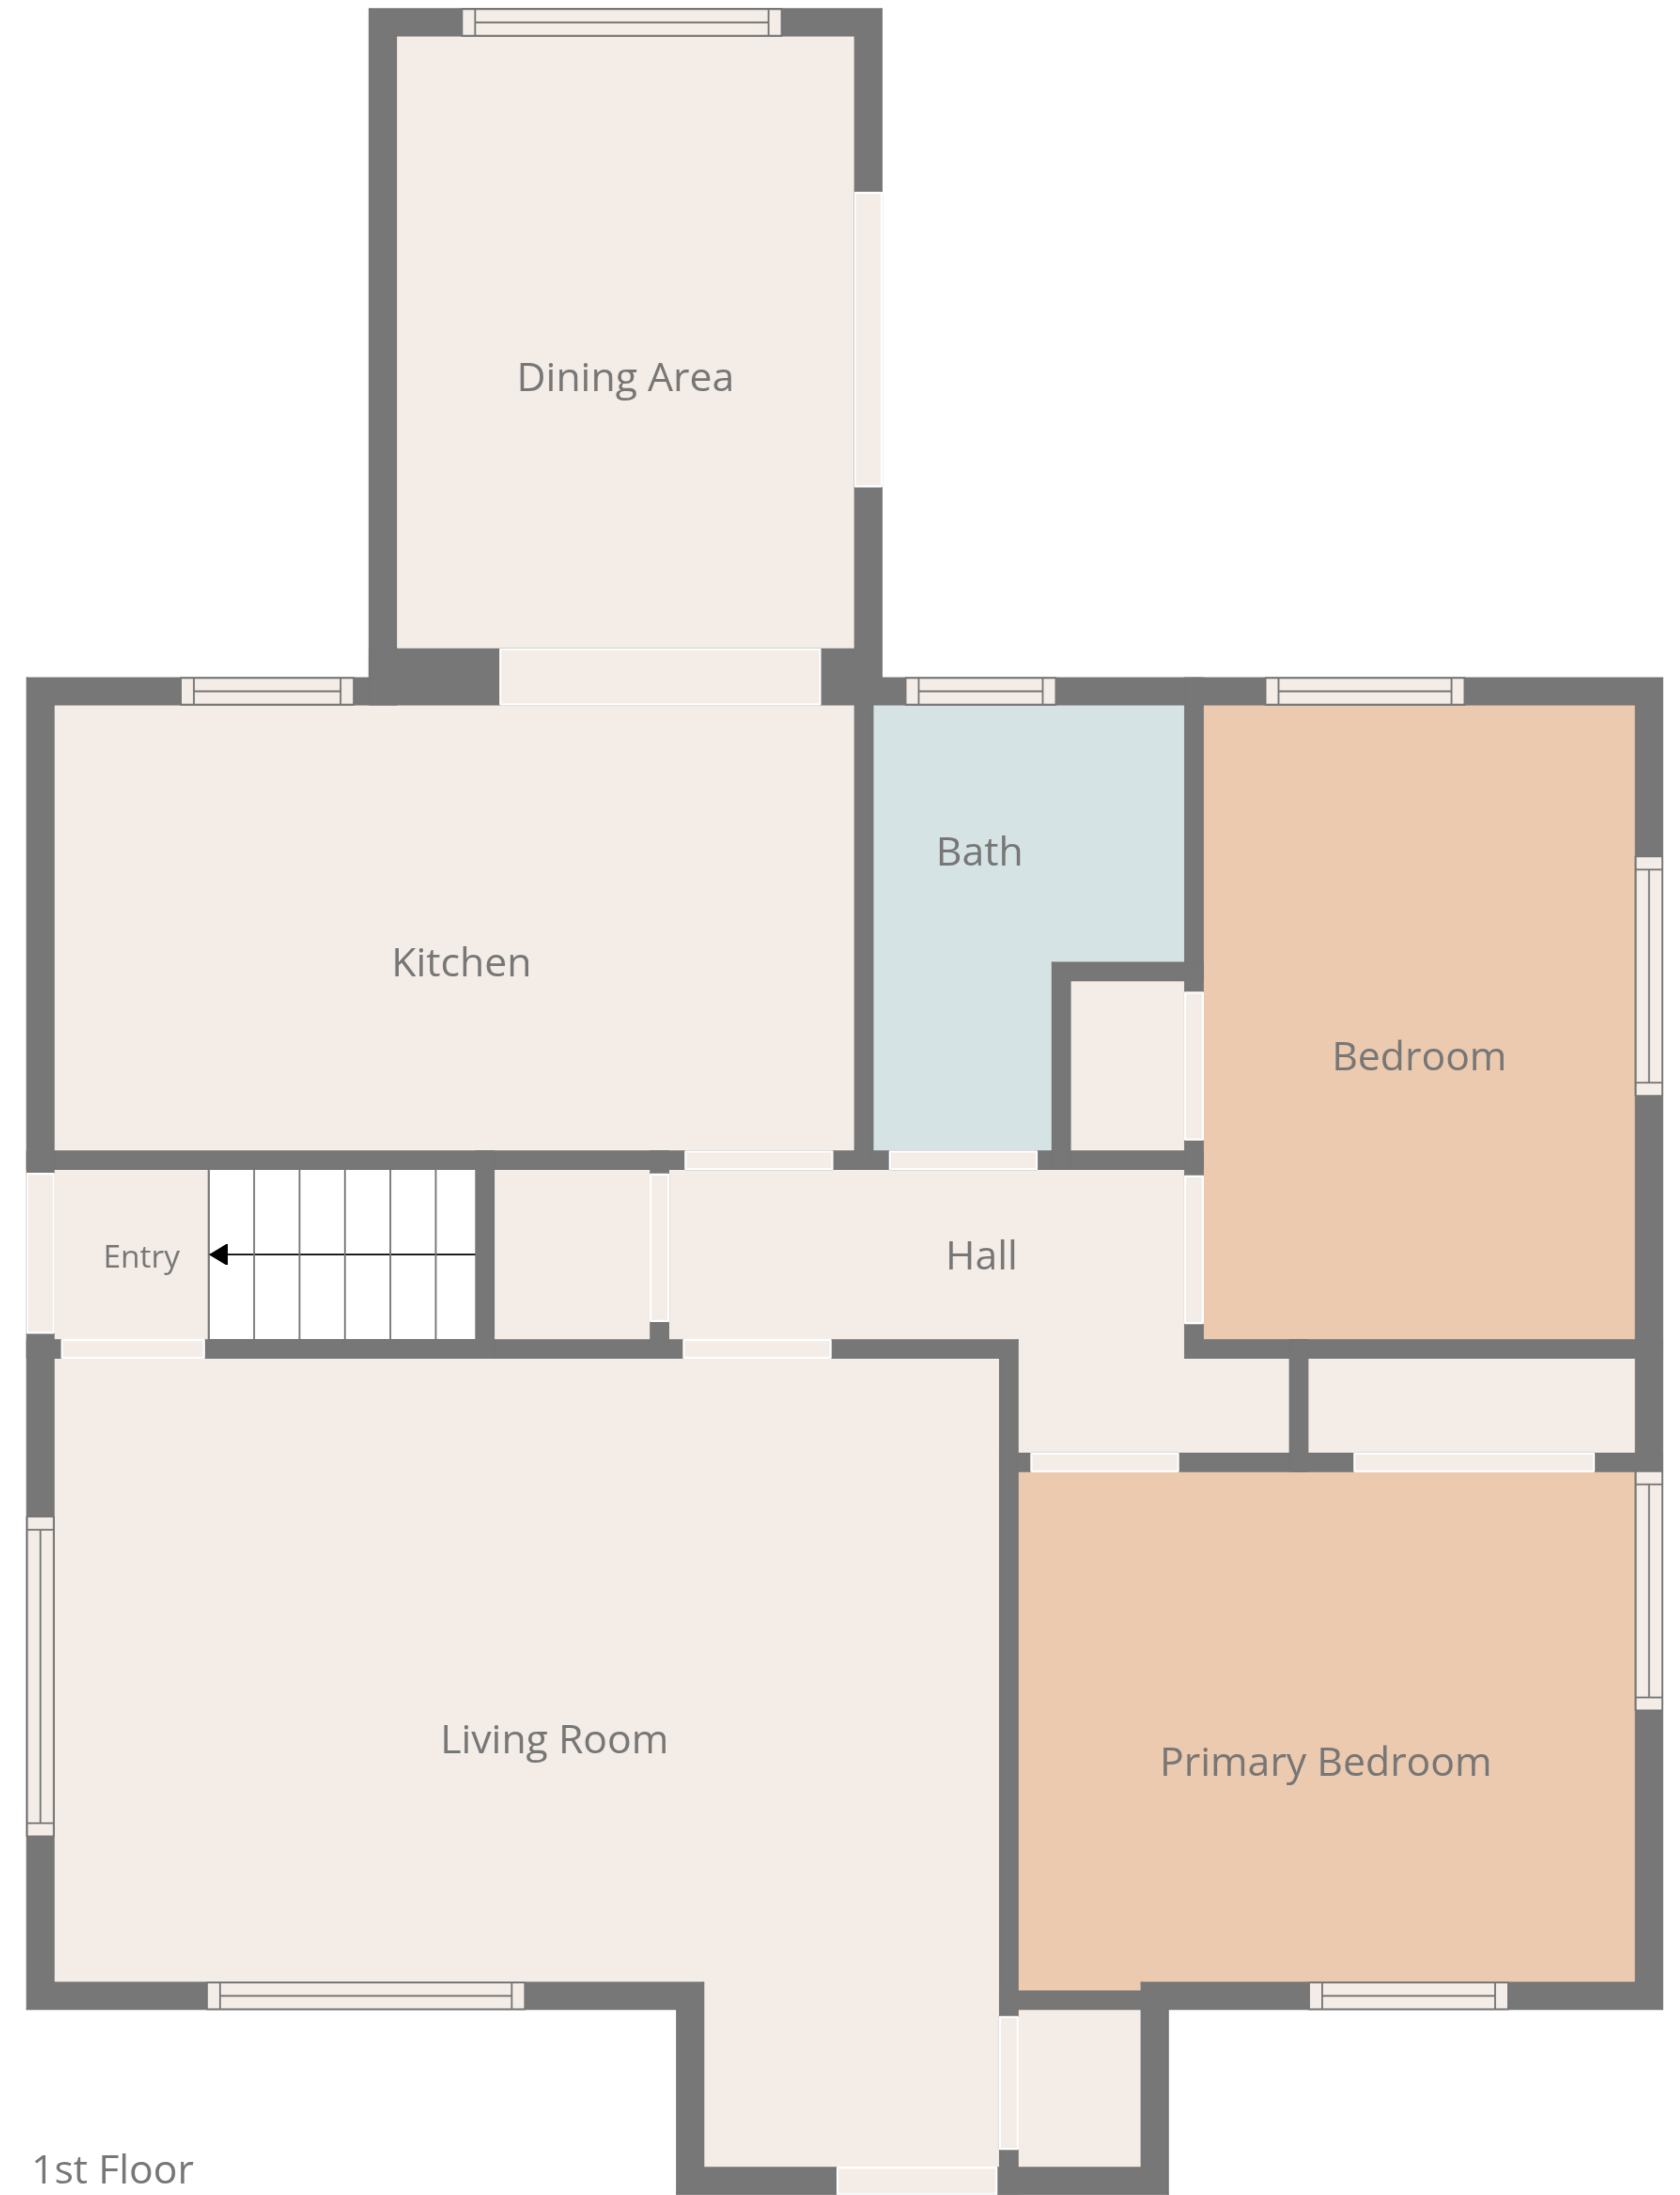 Dining Area
Bath
Kitchen
Bedroom
Entry
Hall
Living Room
Primary Bedroom
1st Floor